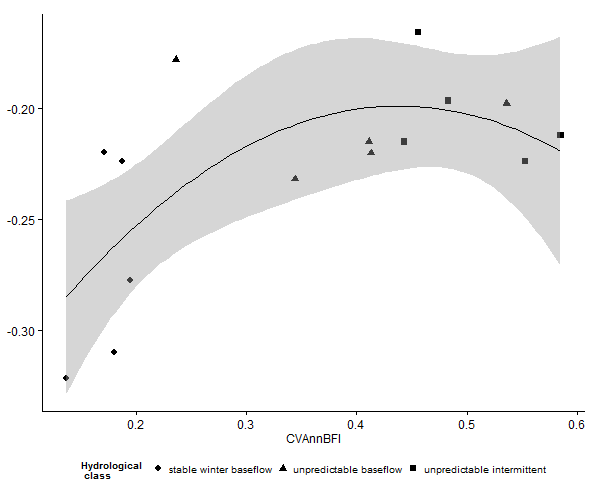 -0.20
-0.25
-0.30
0.2 0.3 0.4 0.5 0.6
CVAnnBFI
Hydrological
class
stable winter baseflow unpredictable baseflow unpredictable intermittent